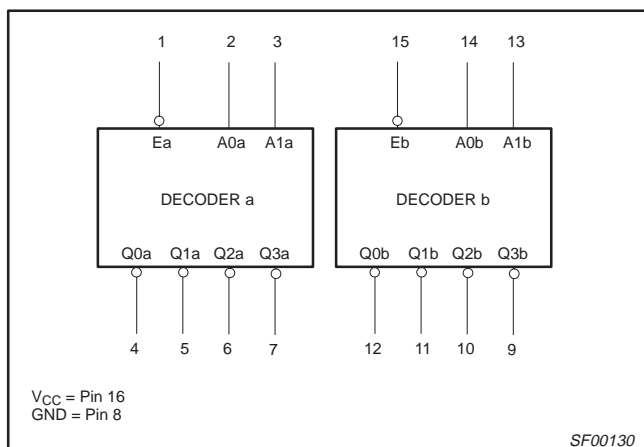 1 2 3 15 14 13
Ea A0a A1a Eb A0b A1b
DECODER a DECODER b
Q0a Q1a Q2a Q3a Q0b Q1b Q2b Q3b
4 5 6 7 12 11 10 9
VCC = Pin 16
GND = Pin 8
SF00130